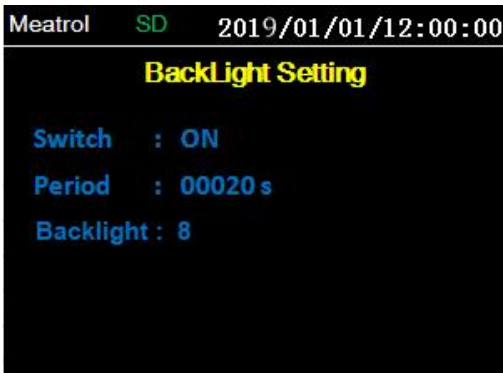 Meatrol SD 2019/01/01/12:00:00
BackLight Setting
Switch : ON
Period : 00020 s
Backlight : 8